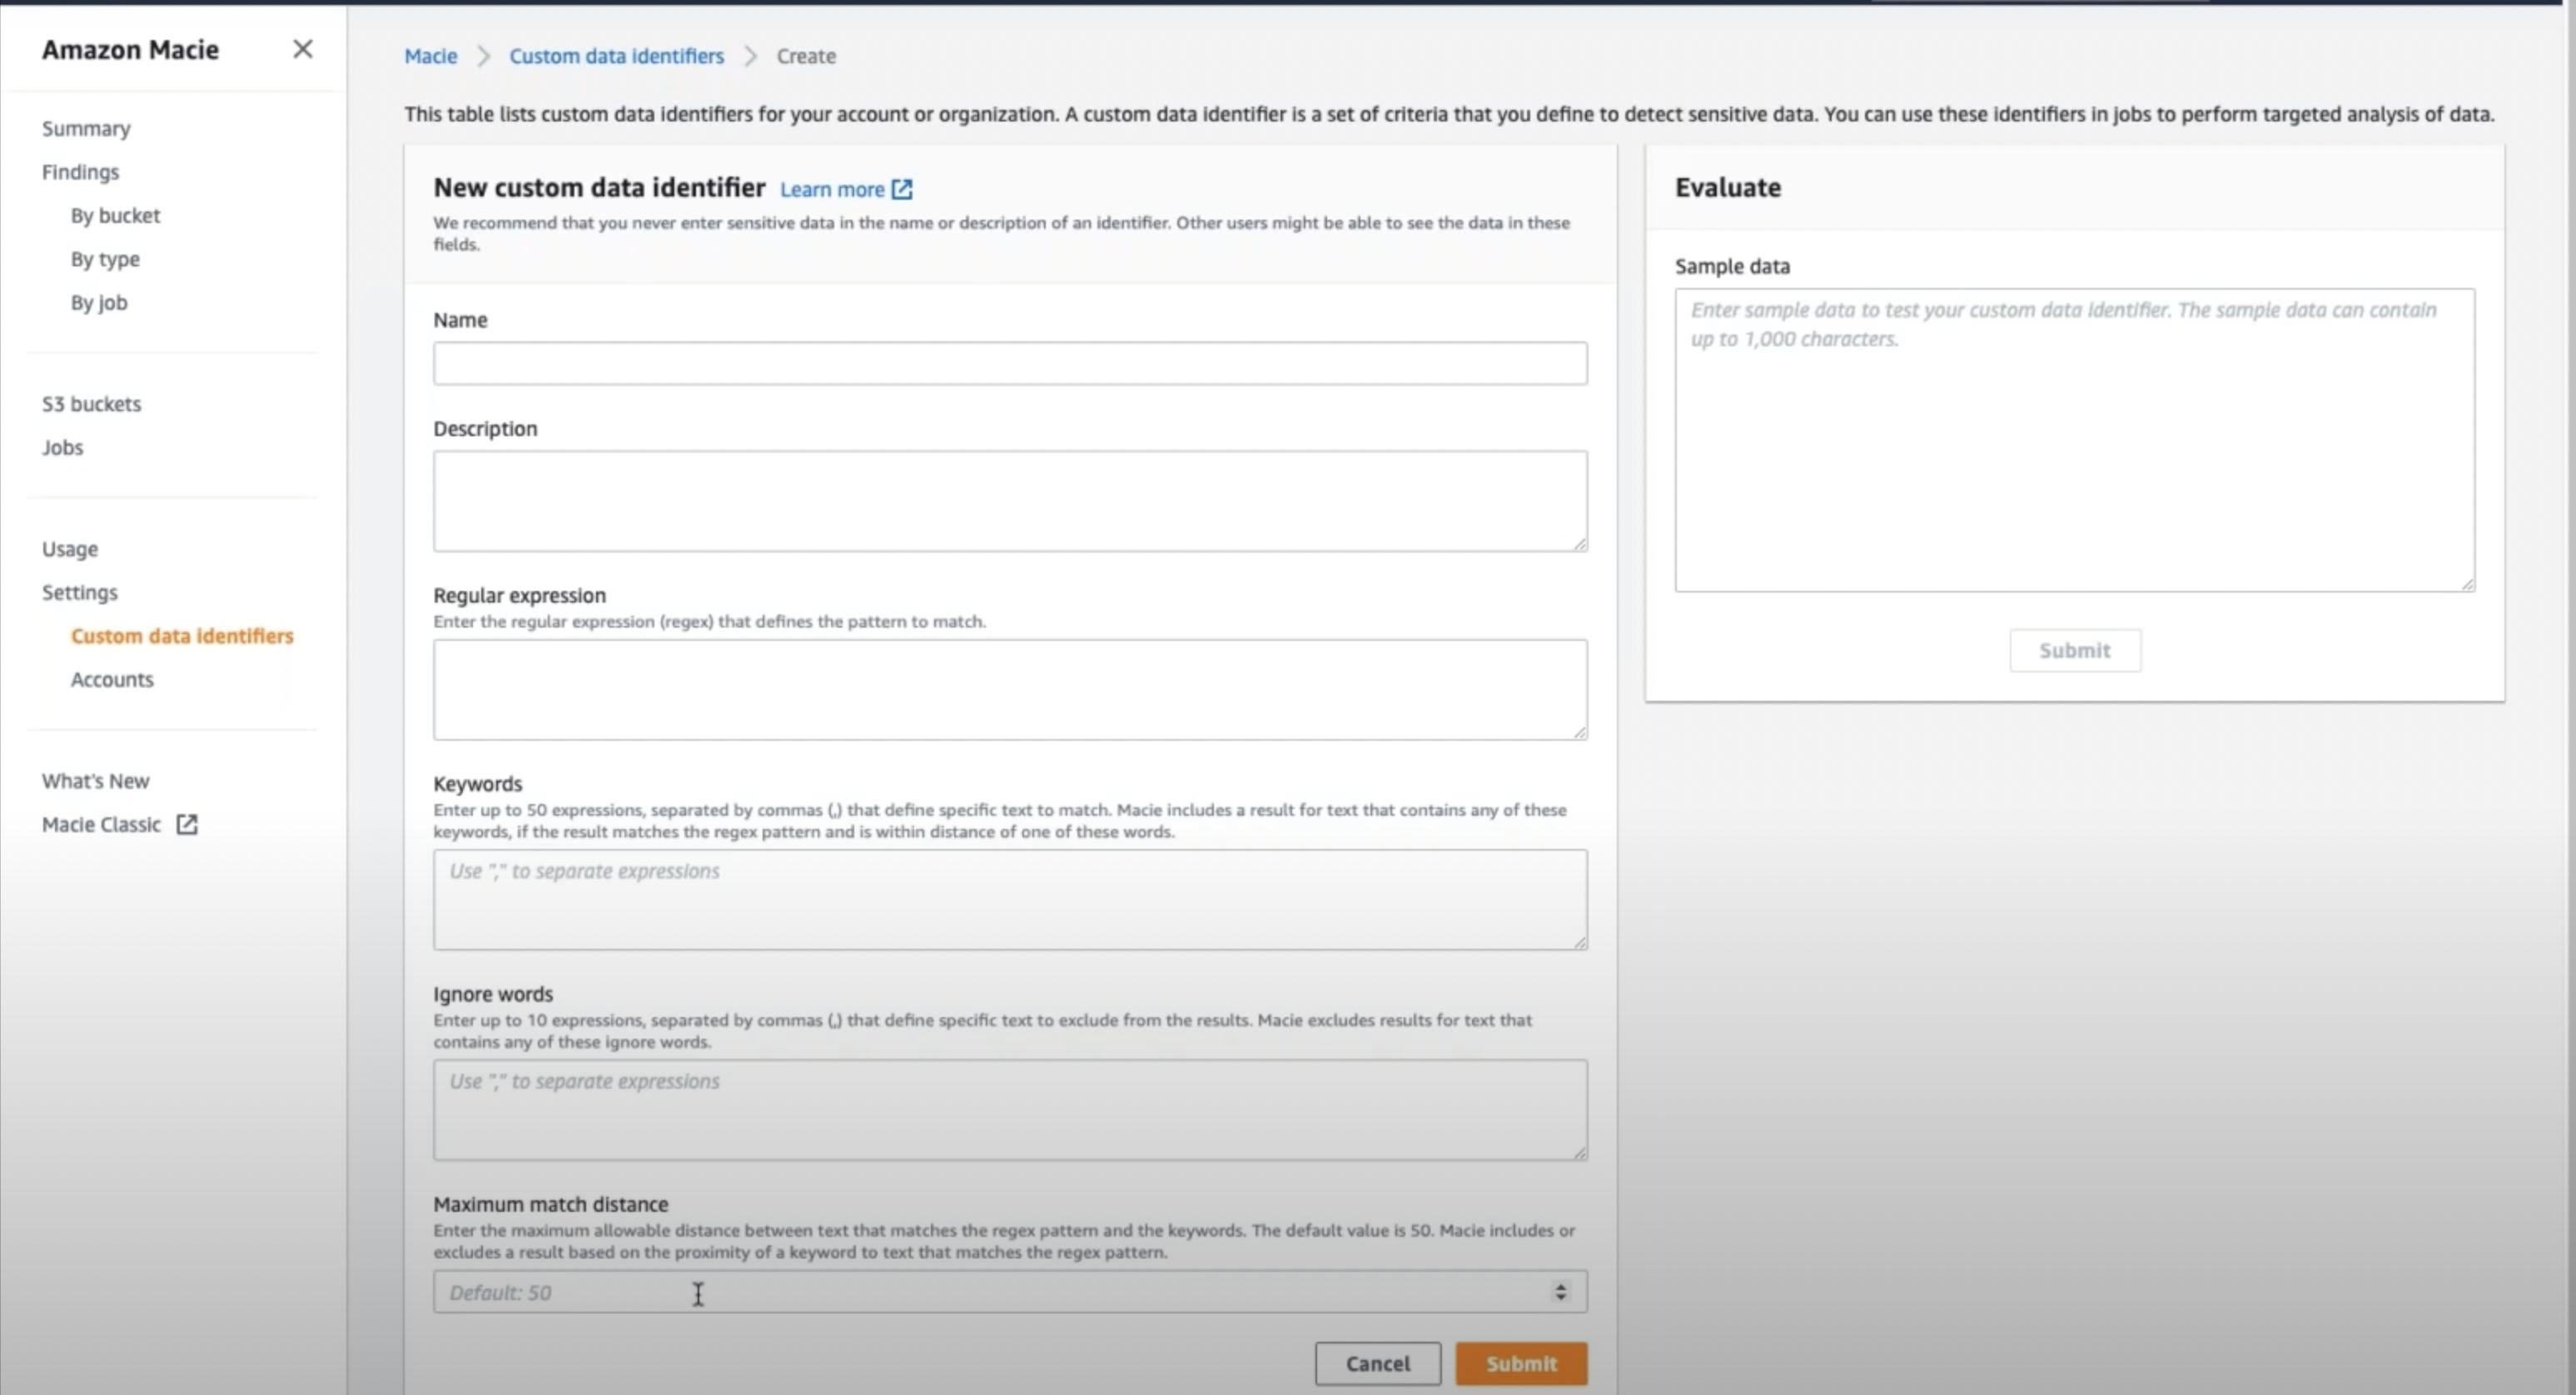 Amazon Macie
Summary
Findings
By bucket
By type
By job
S3 buckets
Jobs
Usage
Settings
Custom data identifiers
Accounts
What's New
Macie Classic
Macie > Custom data identifiers > Create
This table lists custom data identifiers for your account or organization. A custom data identifier is a set of criteria that you define to detect sensitive data. You can use these identifiers in jobs to perform targeted analysis of data.
New custom data identifier Learn more
We recommend that you never enter sensitive data in the name or description of an identifier. Other users might be able to see the data in these
fields.
Name
Description
Regular expression
Enter the regular expression (regex) that defines the pattern to match.
Keywords
Enter up to 50 expressions, separated by commas (,) that define specific text to match. Macie includes a result for text that contains any of these
keywords, if the result matches the regex pattern and is within distance of one of these words.
Use "," to separate expressions
Ignore words
Enter up to 10 expressions, separated by commas (,) that define specific text to exclude from the results. Macie excludes results for text that
contains any of these ignore words.
Use "," to separate expressions
Maximum match distance
Enter the maximum allowable distance between text that matches the regex pattern and the keywords. The default value is 50. Macie includes or
excludes a result based on the proximity of a keyword to text that matches the regex pattern.
Default: 50
Cancel
Submit
Evaluate
Sample data
Enter sample data to test your custom data identifier. The sample data can contain
up to 1,000 characters.
Submit